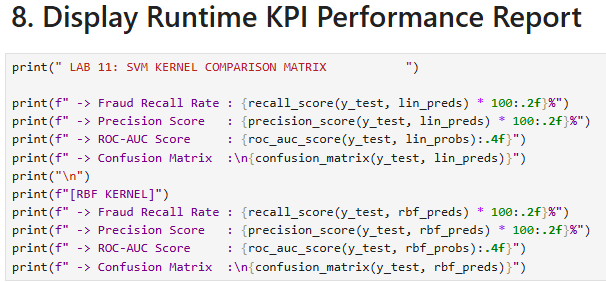 8. Display Runtime KPI Performance Report
print(" LAB 11: SVM KERNEL COMPARISON MATRIX           ")
print(f" -> Fraud Recall Rate : {recall_score(y_test, lin_preds) * 100:.2f}%")
print(f" -> Precision Score   : {precision_score(y_test, lin_preds) * 100:.2f}%")
print(f" -> ROC-AUC Score     : {roc_auc_score(y_test, lin_probs):.4f}")
print(f" -> Confusion Matrix  :\n{confusion_matrix(y_test, lin_preds)}")
print("\n")
print(f"[RBF KERNEL]")
print(f" -> Fraud Recall Rate : {recall_score(y_test, rbf_preds) * 100:.2f}%")
print(f" -> Precision Score   : {precision_score(y_test, rbf_preds) * 100:.2f}%")
print(f" -> ROC-AUC Score     : {roc_auc_score(y_test, rbf_probs):.4f}")
print(f" -> Confusion Matrix  :\n{confusion_matrix(y_test, rbf_preds)}")